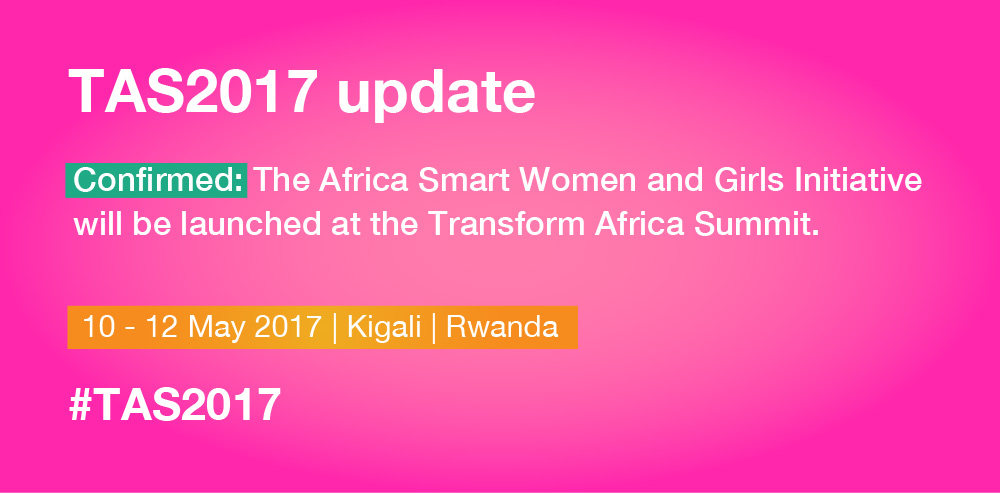 TAS2017 update
Confirmed: The Africa Smart Women and Girls Initiative
will be launched at the Transform Africa Summit.
10 - 12 May 2017 | Kigali | Rwanda
#TAS2017